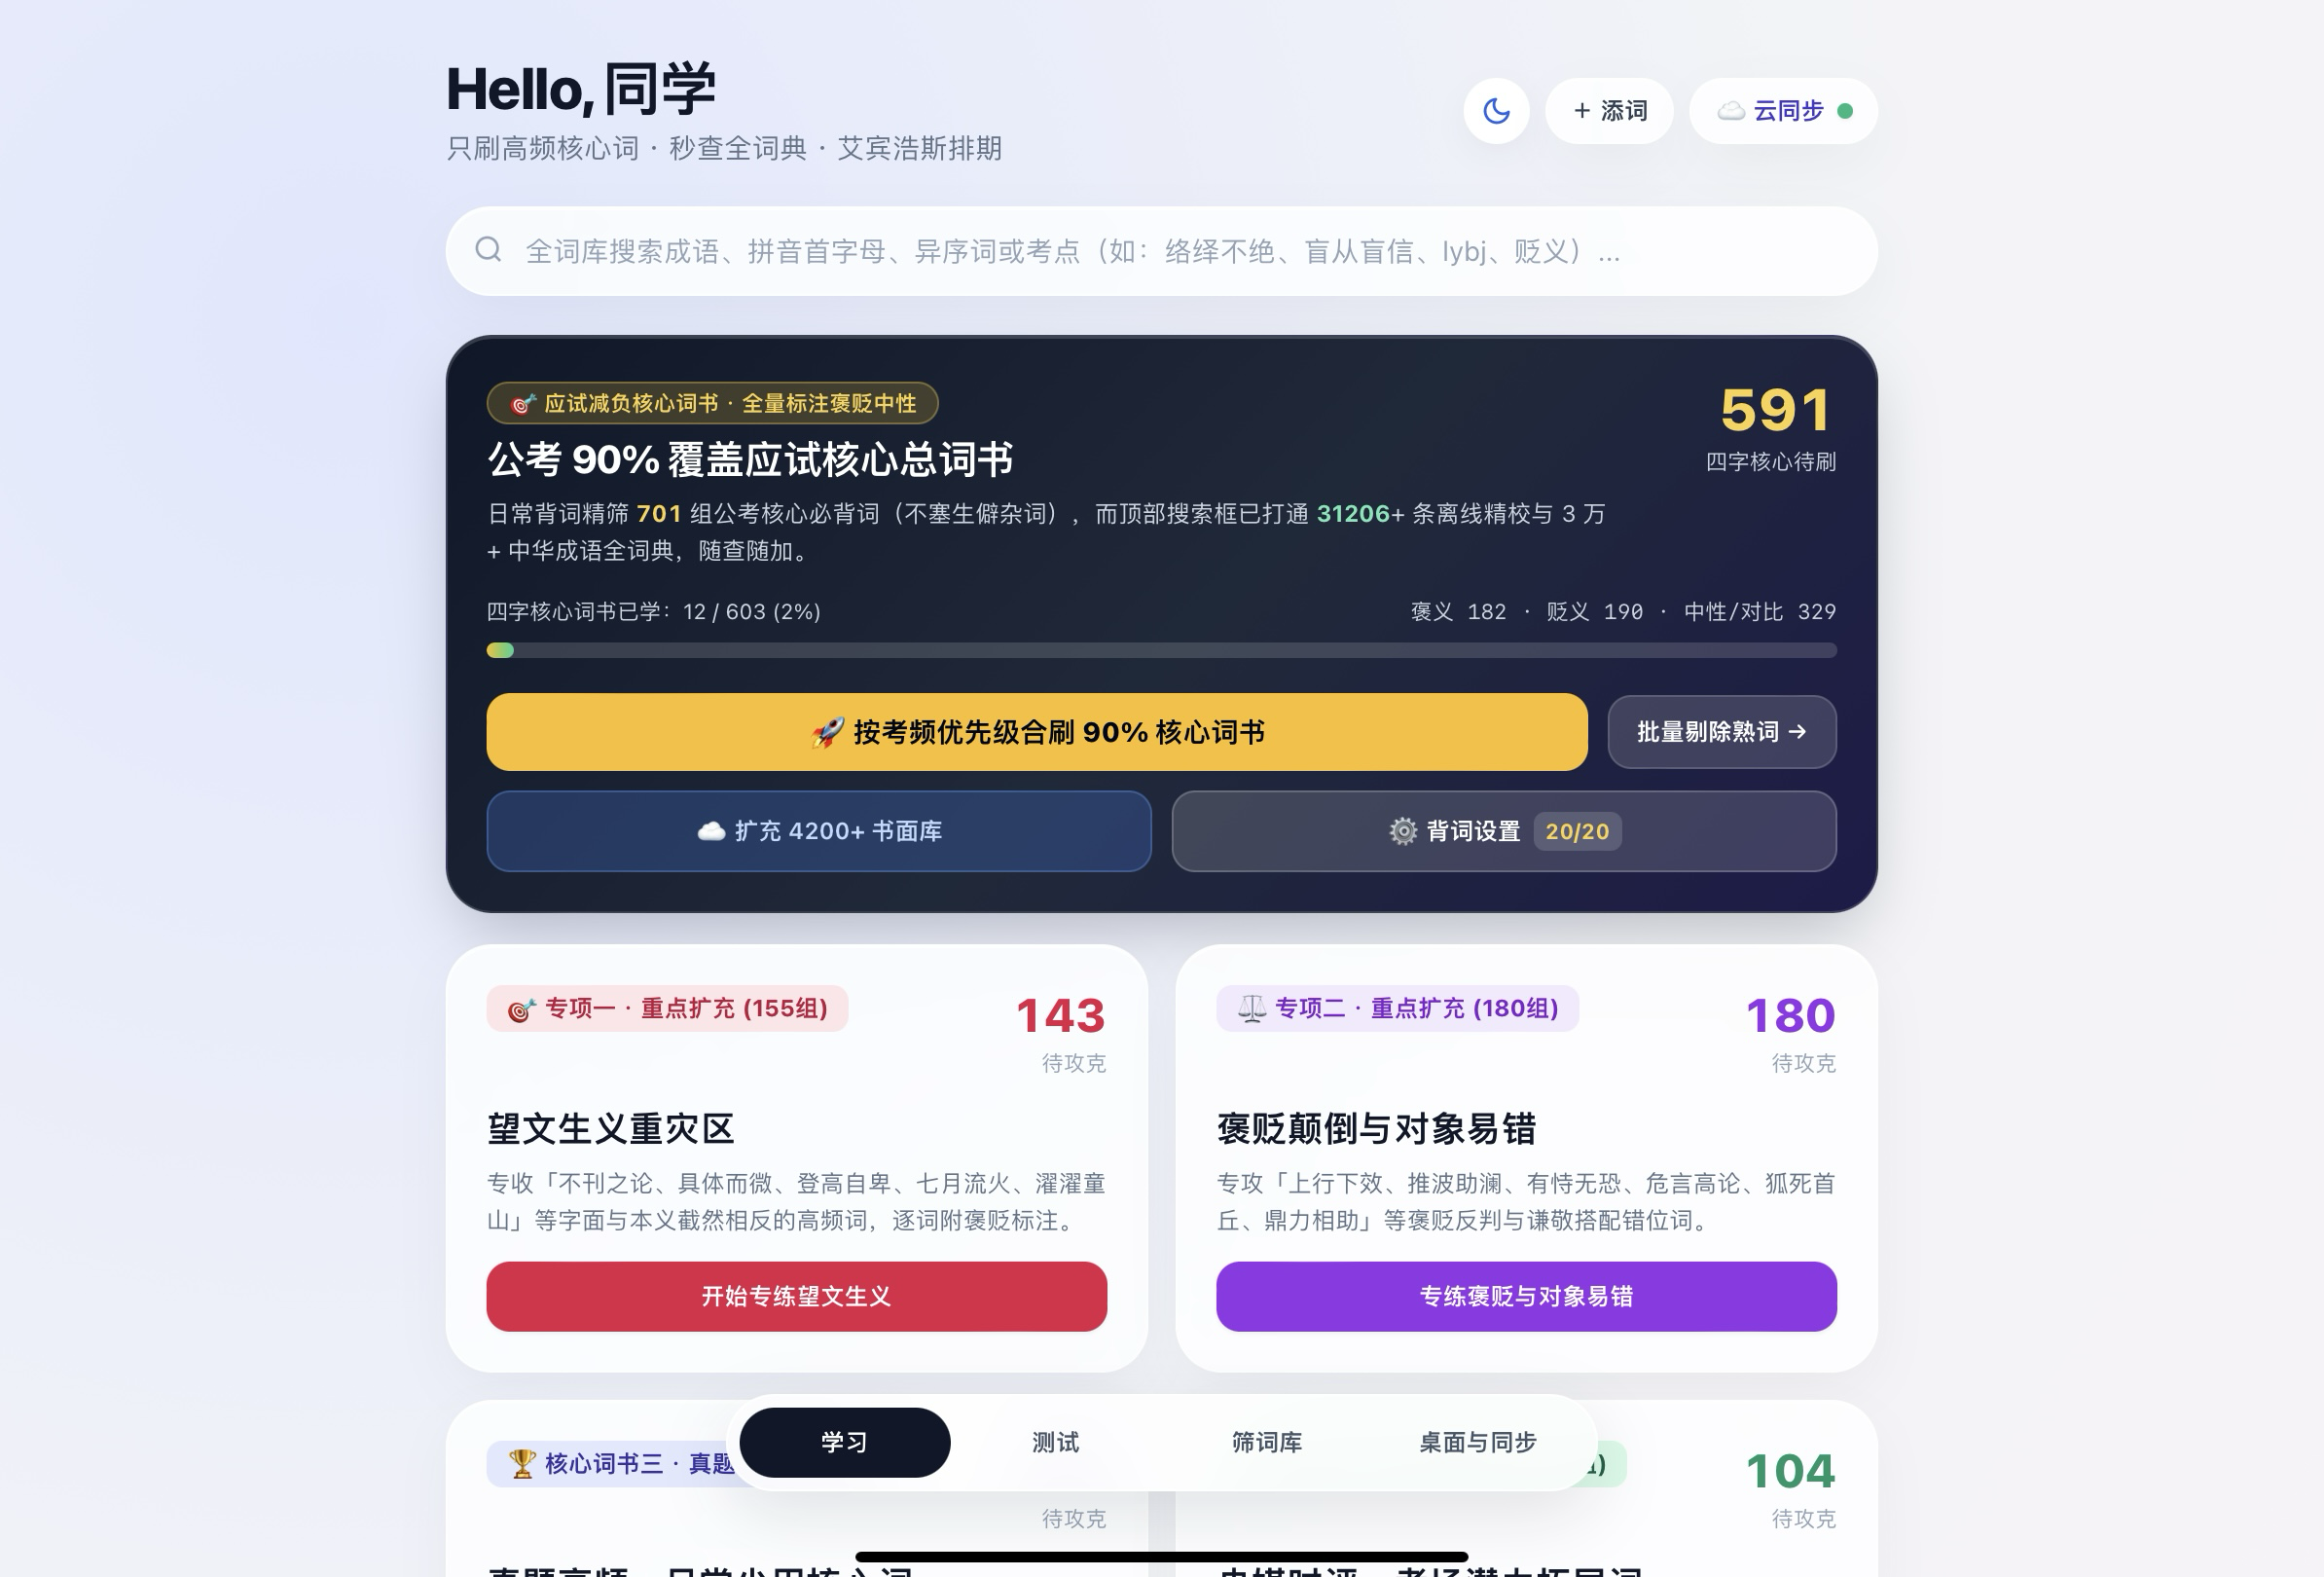 Hello, 同学
只刷高频核心词 · 秒查全词典 · 艾宾浩斯排期
+ 添词
云同步
全词库搜索成语、拼音首字母、异序词或考点（如：络绎不绝、盲从盲信、lybj、贬义）...
应试减负核心词书 · 全量标注褒贬中性
591
公考 90% 覆盖应试核心总词书
四字核心待刷
日常背词精筛 701 组公考核心必背词（不塞生僻杂词），而顶部搜索框已打通 31206+ 条离线精校与 3 万
+ 中华成语全词典，随查随加。
四字核心词书已学：12 / 603 (2%)
褒义 182 · 贬义 190 · 中性/对比 329
按考频优先级合刷 90% 核心词书
批量剔除熟词 →
扩充 4200+ 书面库
背词设置 20/20
专项一 · 重点扩充 (155组)
143
待攻克
望文生义重灾区
专收「不刊之论、具体而微、登高自卑、七月流火、濯濯童
山」等字面与本义截然相反的高频词，逐词附褒贬标注。
开始专练望文生义
专项二 · 重点扩充 (180组)
180
待攻克
褒贬颠倒与对象易错
专攻「上行下效、推波助澜、有恃无恐、危言高论、狐死首
丘、鼎力相助」等褒贬反判与谦敬搭配错位词。
专练褒贬与对象易错
核心词书三 · 真题
待攻克
104
待攻克
学习
测试
筛词库
桌面与同步